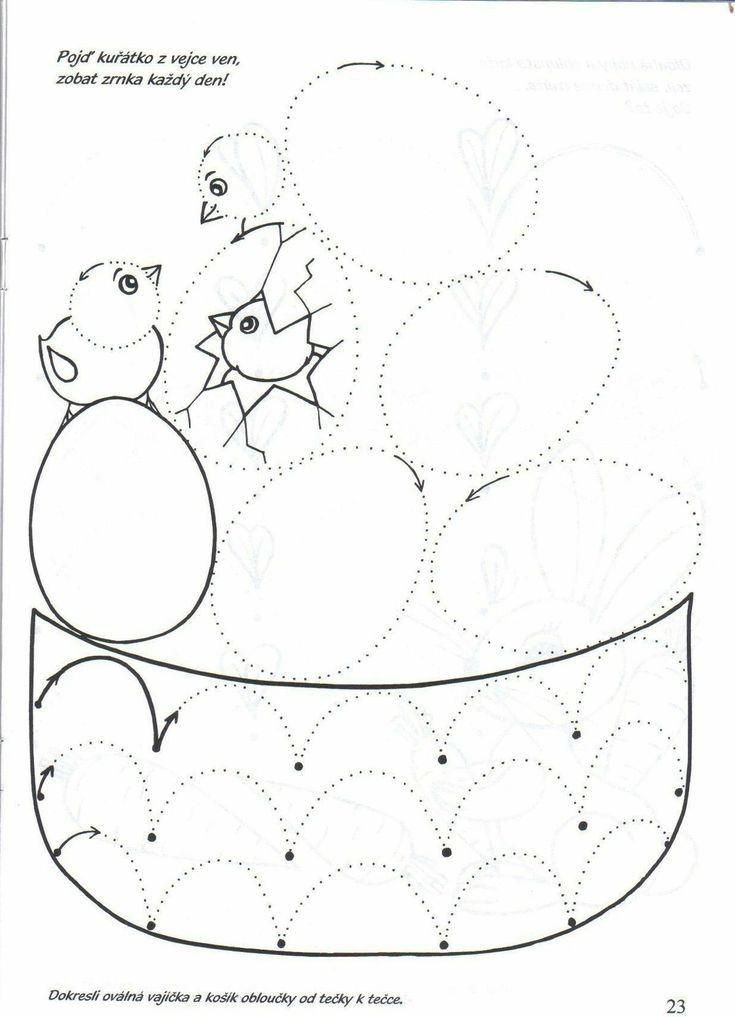 Pojď kuřátko z vejce ven,
zobat zrnka každý den!
Dokresli oválná vajíčka a košík obloučky od tečky k tečce.
23